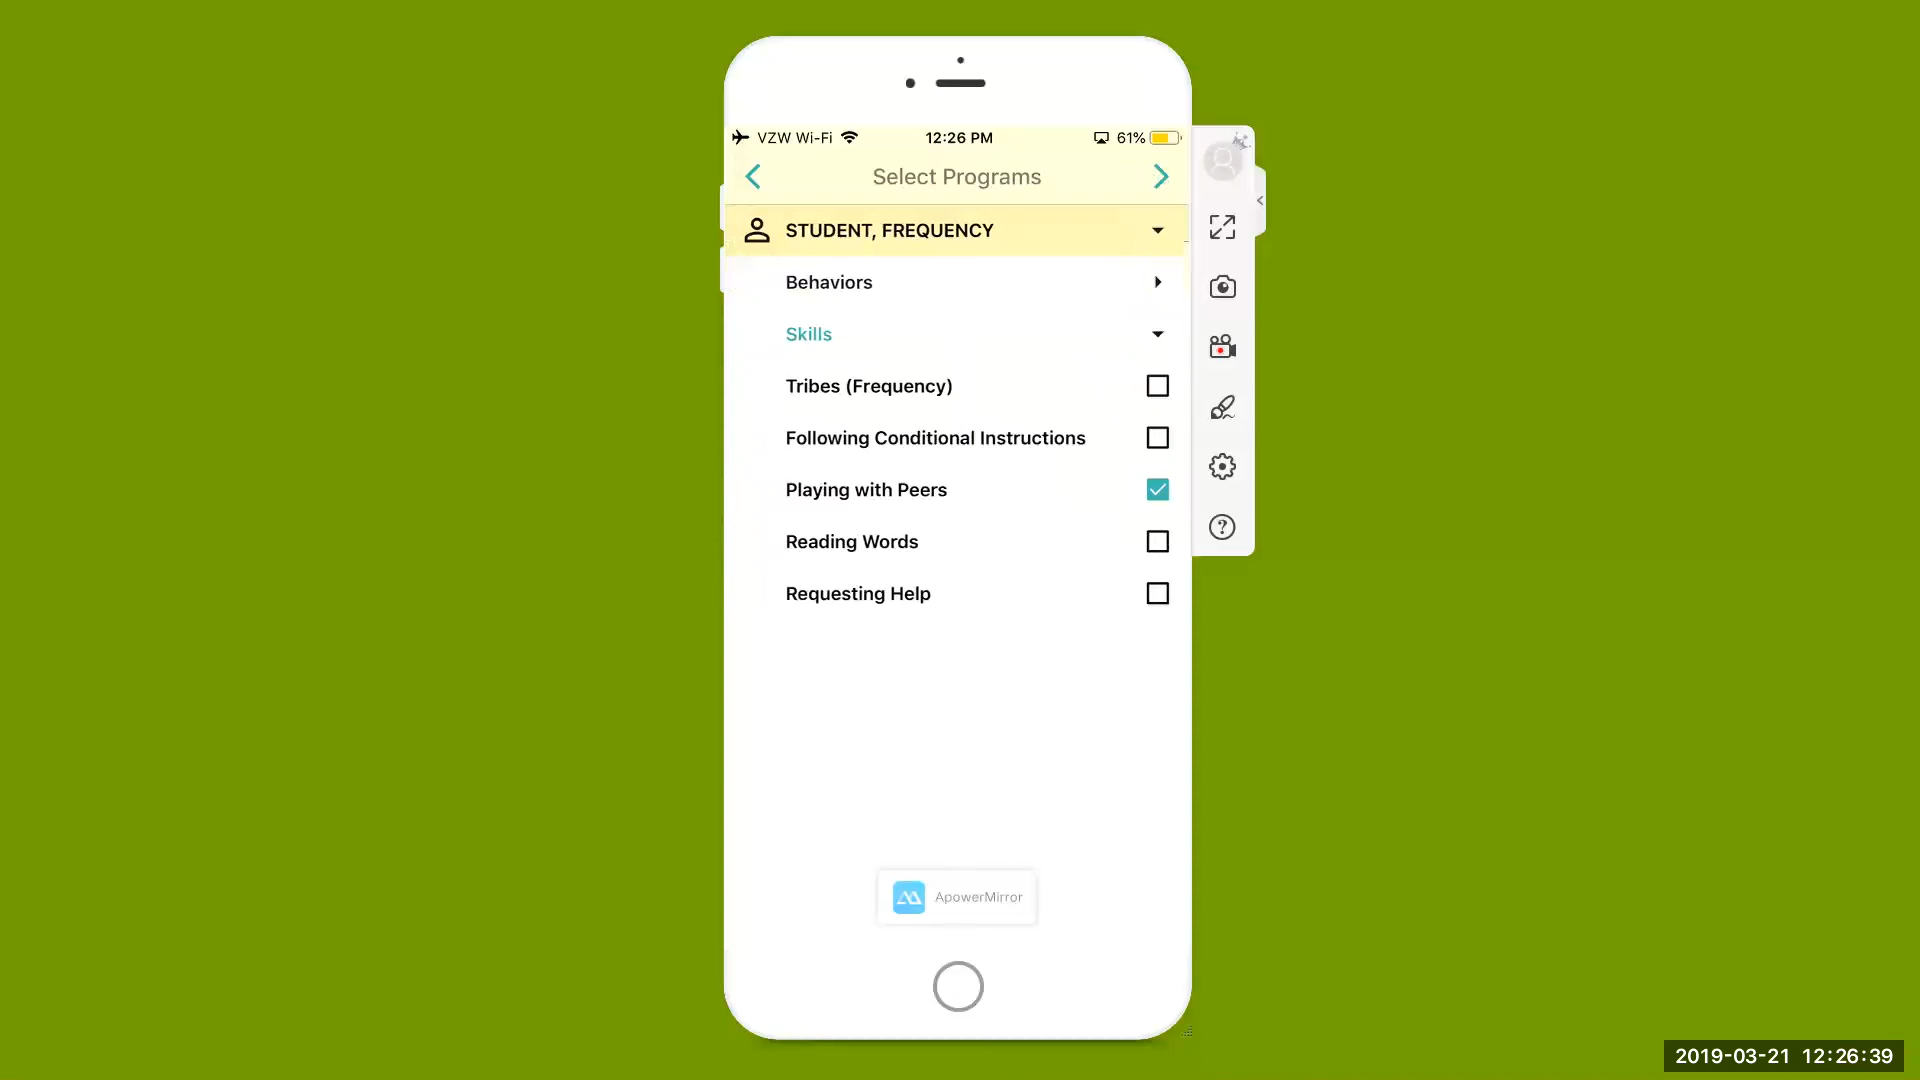 VZW Wi-Fi 12:26 PM 61%
Select Programs
STUDENT, FREQUENCY
Behaviors
Skills
Tribes (Frequency)
Following Conditional Instructions
Playing with Peers
Reading Words
Requesting Help
ApowerMirror
2019-03-21 12:26:39